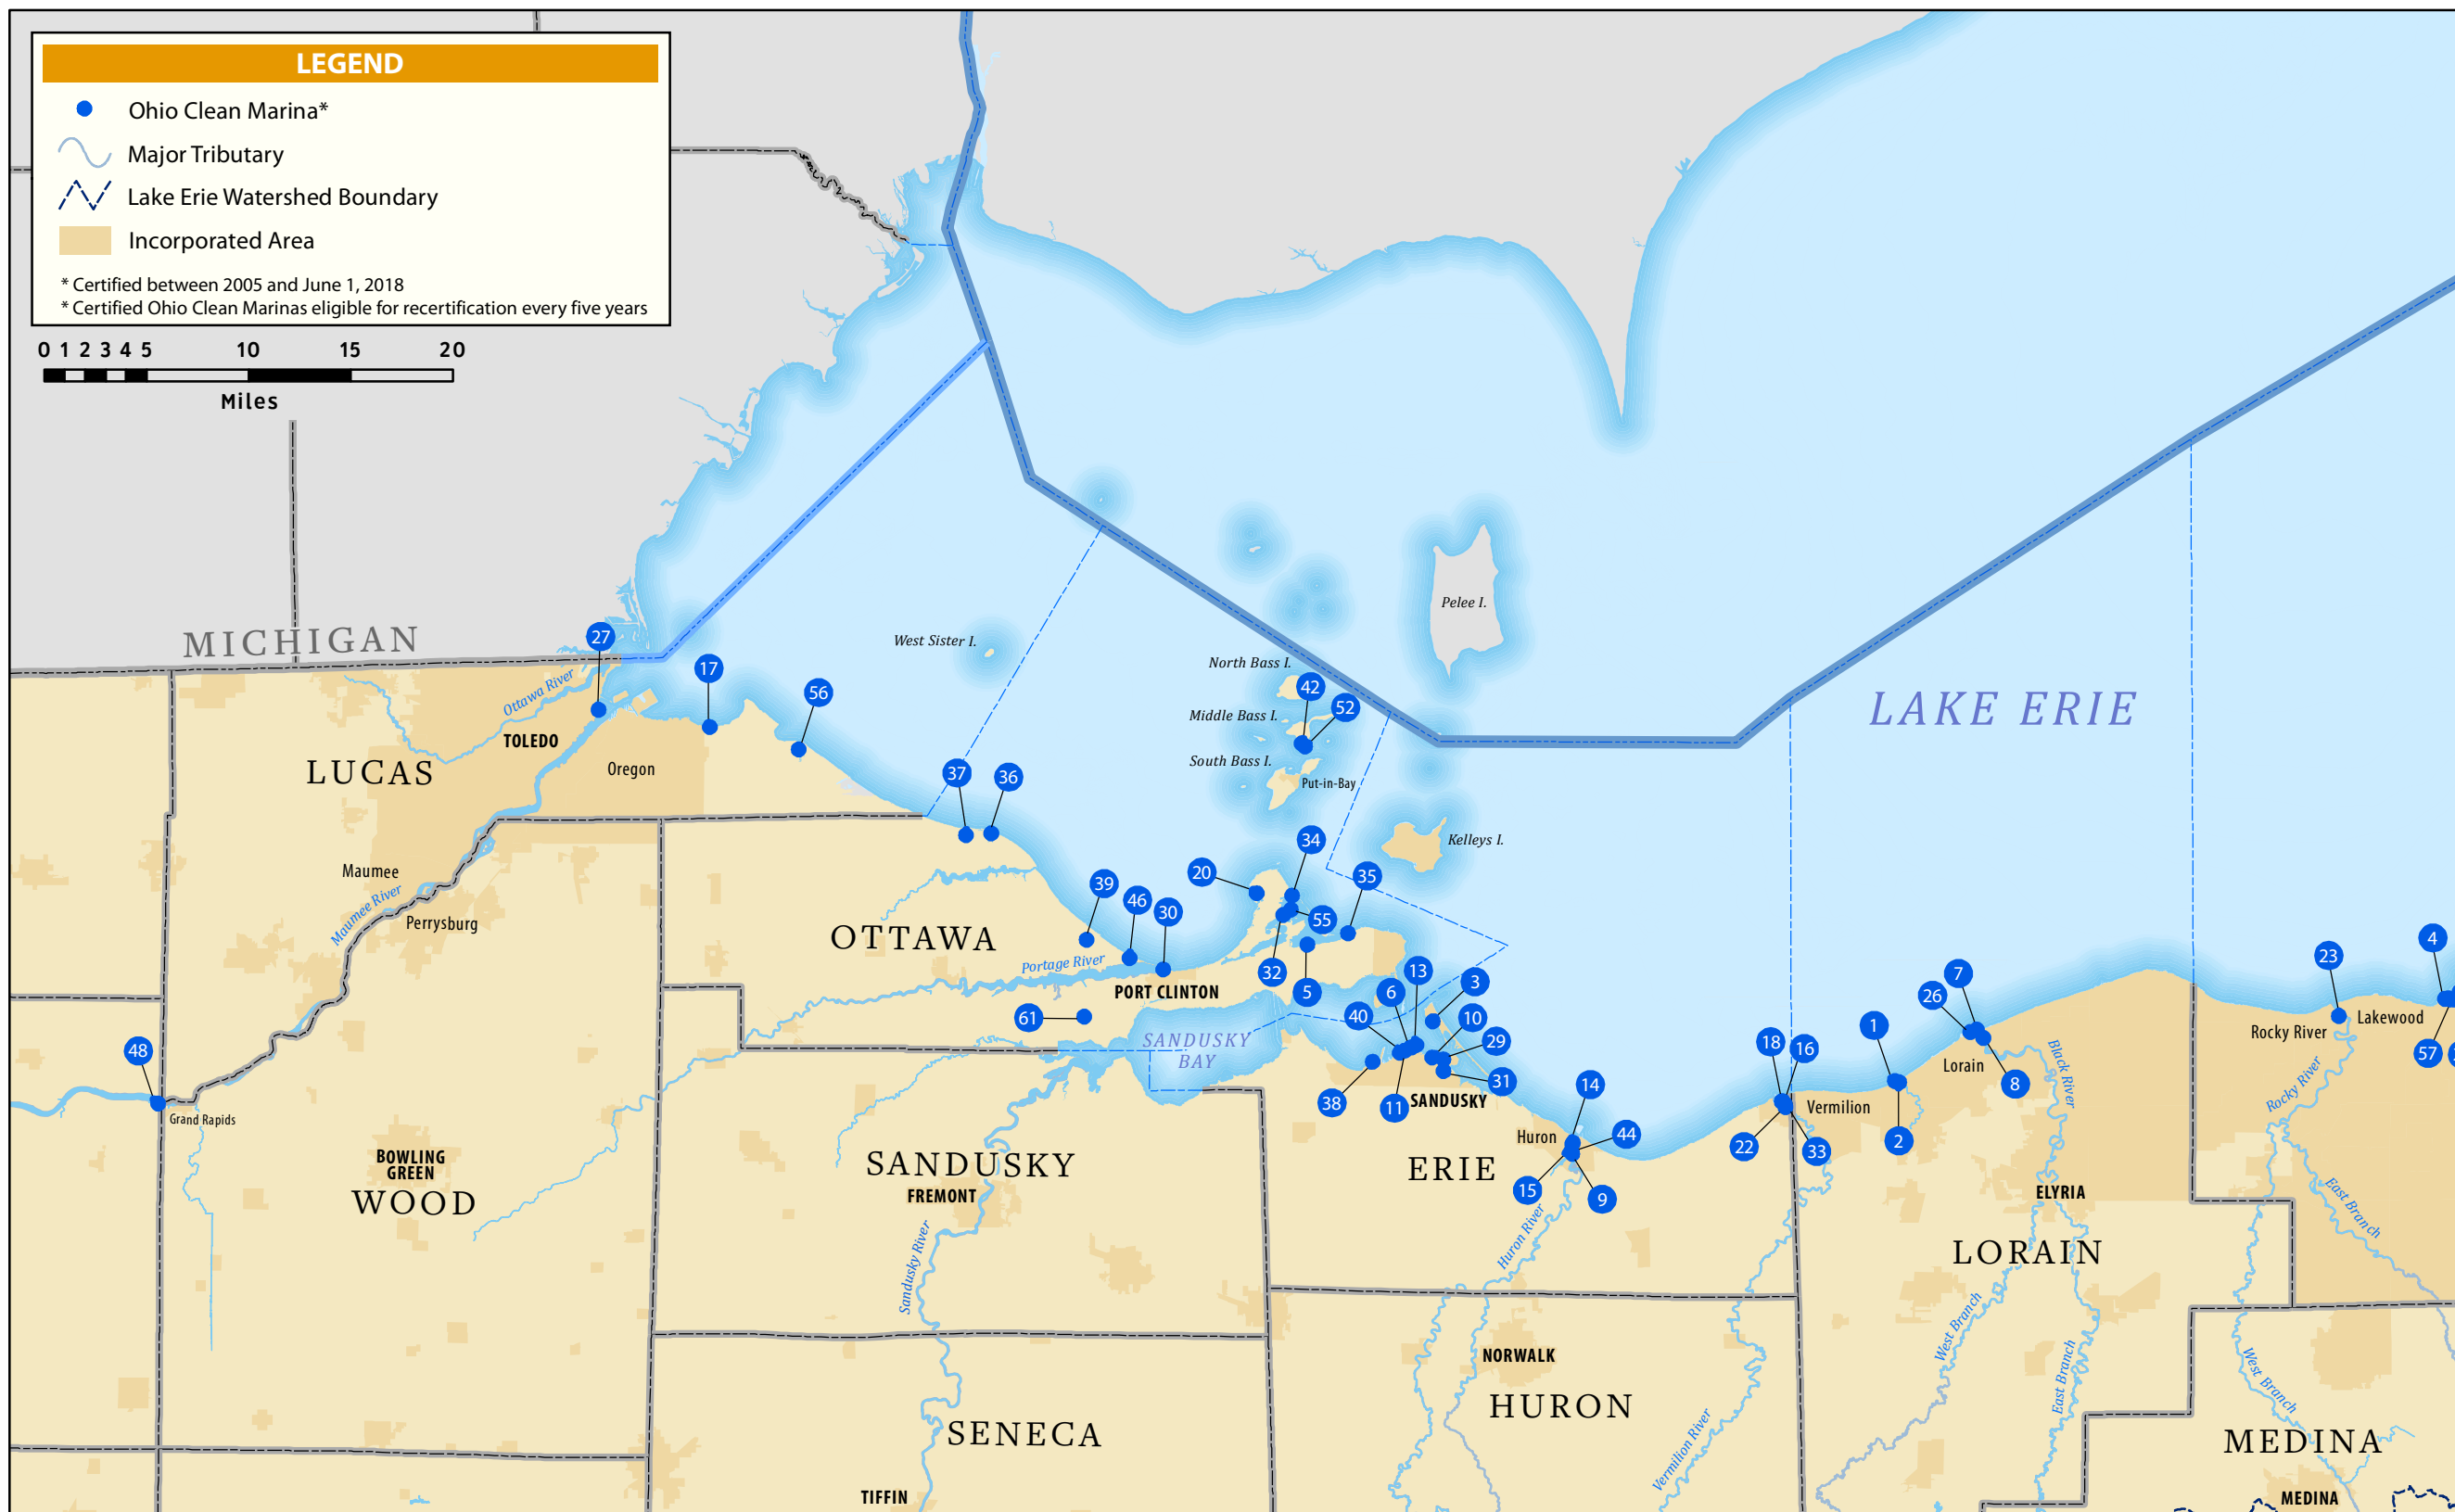 LEGEND
Ohio Clean Marina*
Major Tributary
Lake Erie Watershed Boundary
Incorporated Area
* Certified between 2005 and June 1, 2018
* Certified Ohio Clean Marinas eligible for recertification every five years
0 1 2 3 4 5 10 15 20
Miles
MICHIGAN
27
17
56
West Sister I.
Pelee I.
North Bass I.
42
52
Middle Bass I.
South Bass I.
Put-in-Bay
LAKE ERIE
Ottawa River
TOLEDO
Oregon
LUCAS
37
36
Kelleys I.
34
20
35
55
32
5
Maumee
Maumee River
Perrysburg
39
46
30
OTTAWA
Portage River
PORT CLINTON
61
SANDUSKY
BAY
13
6
3
40
10
29
31
38
11
SANDUSKY
4
23
7
26
Rocky River
Lakewood
57
1
18
16
Lorain
8
Black River
Rocky River
48
Grand Rapids
14
44
Huron
15
9
Vermilion
22
33
2
BOWLING
GREEN
WOOD
SANDUSKY
FREMONT
Sandusky River
ERIE
Huron River
ELYRIA
East Branch
LORAIN
West Branch
East Branch
West Branch
NORWALK
HURON
Vermilion River
SENECA
TIFFIN
MEDINA
MEDINA